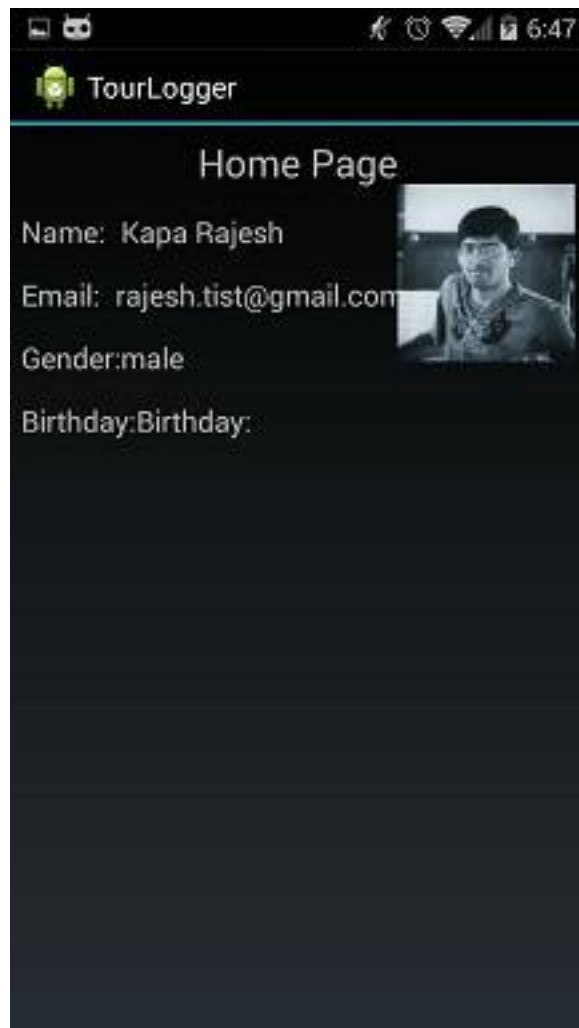 6:47
TourLogger
Home Page
Name: Kapa Rajesh
Email: rajesh.tist@gmail.com
Gender:male
Birthday:Birthday: